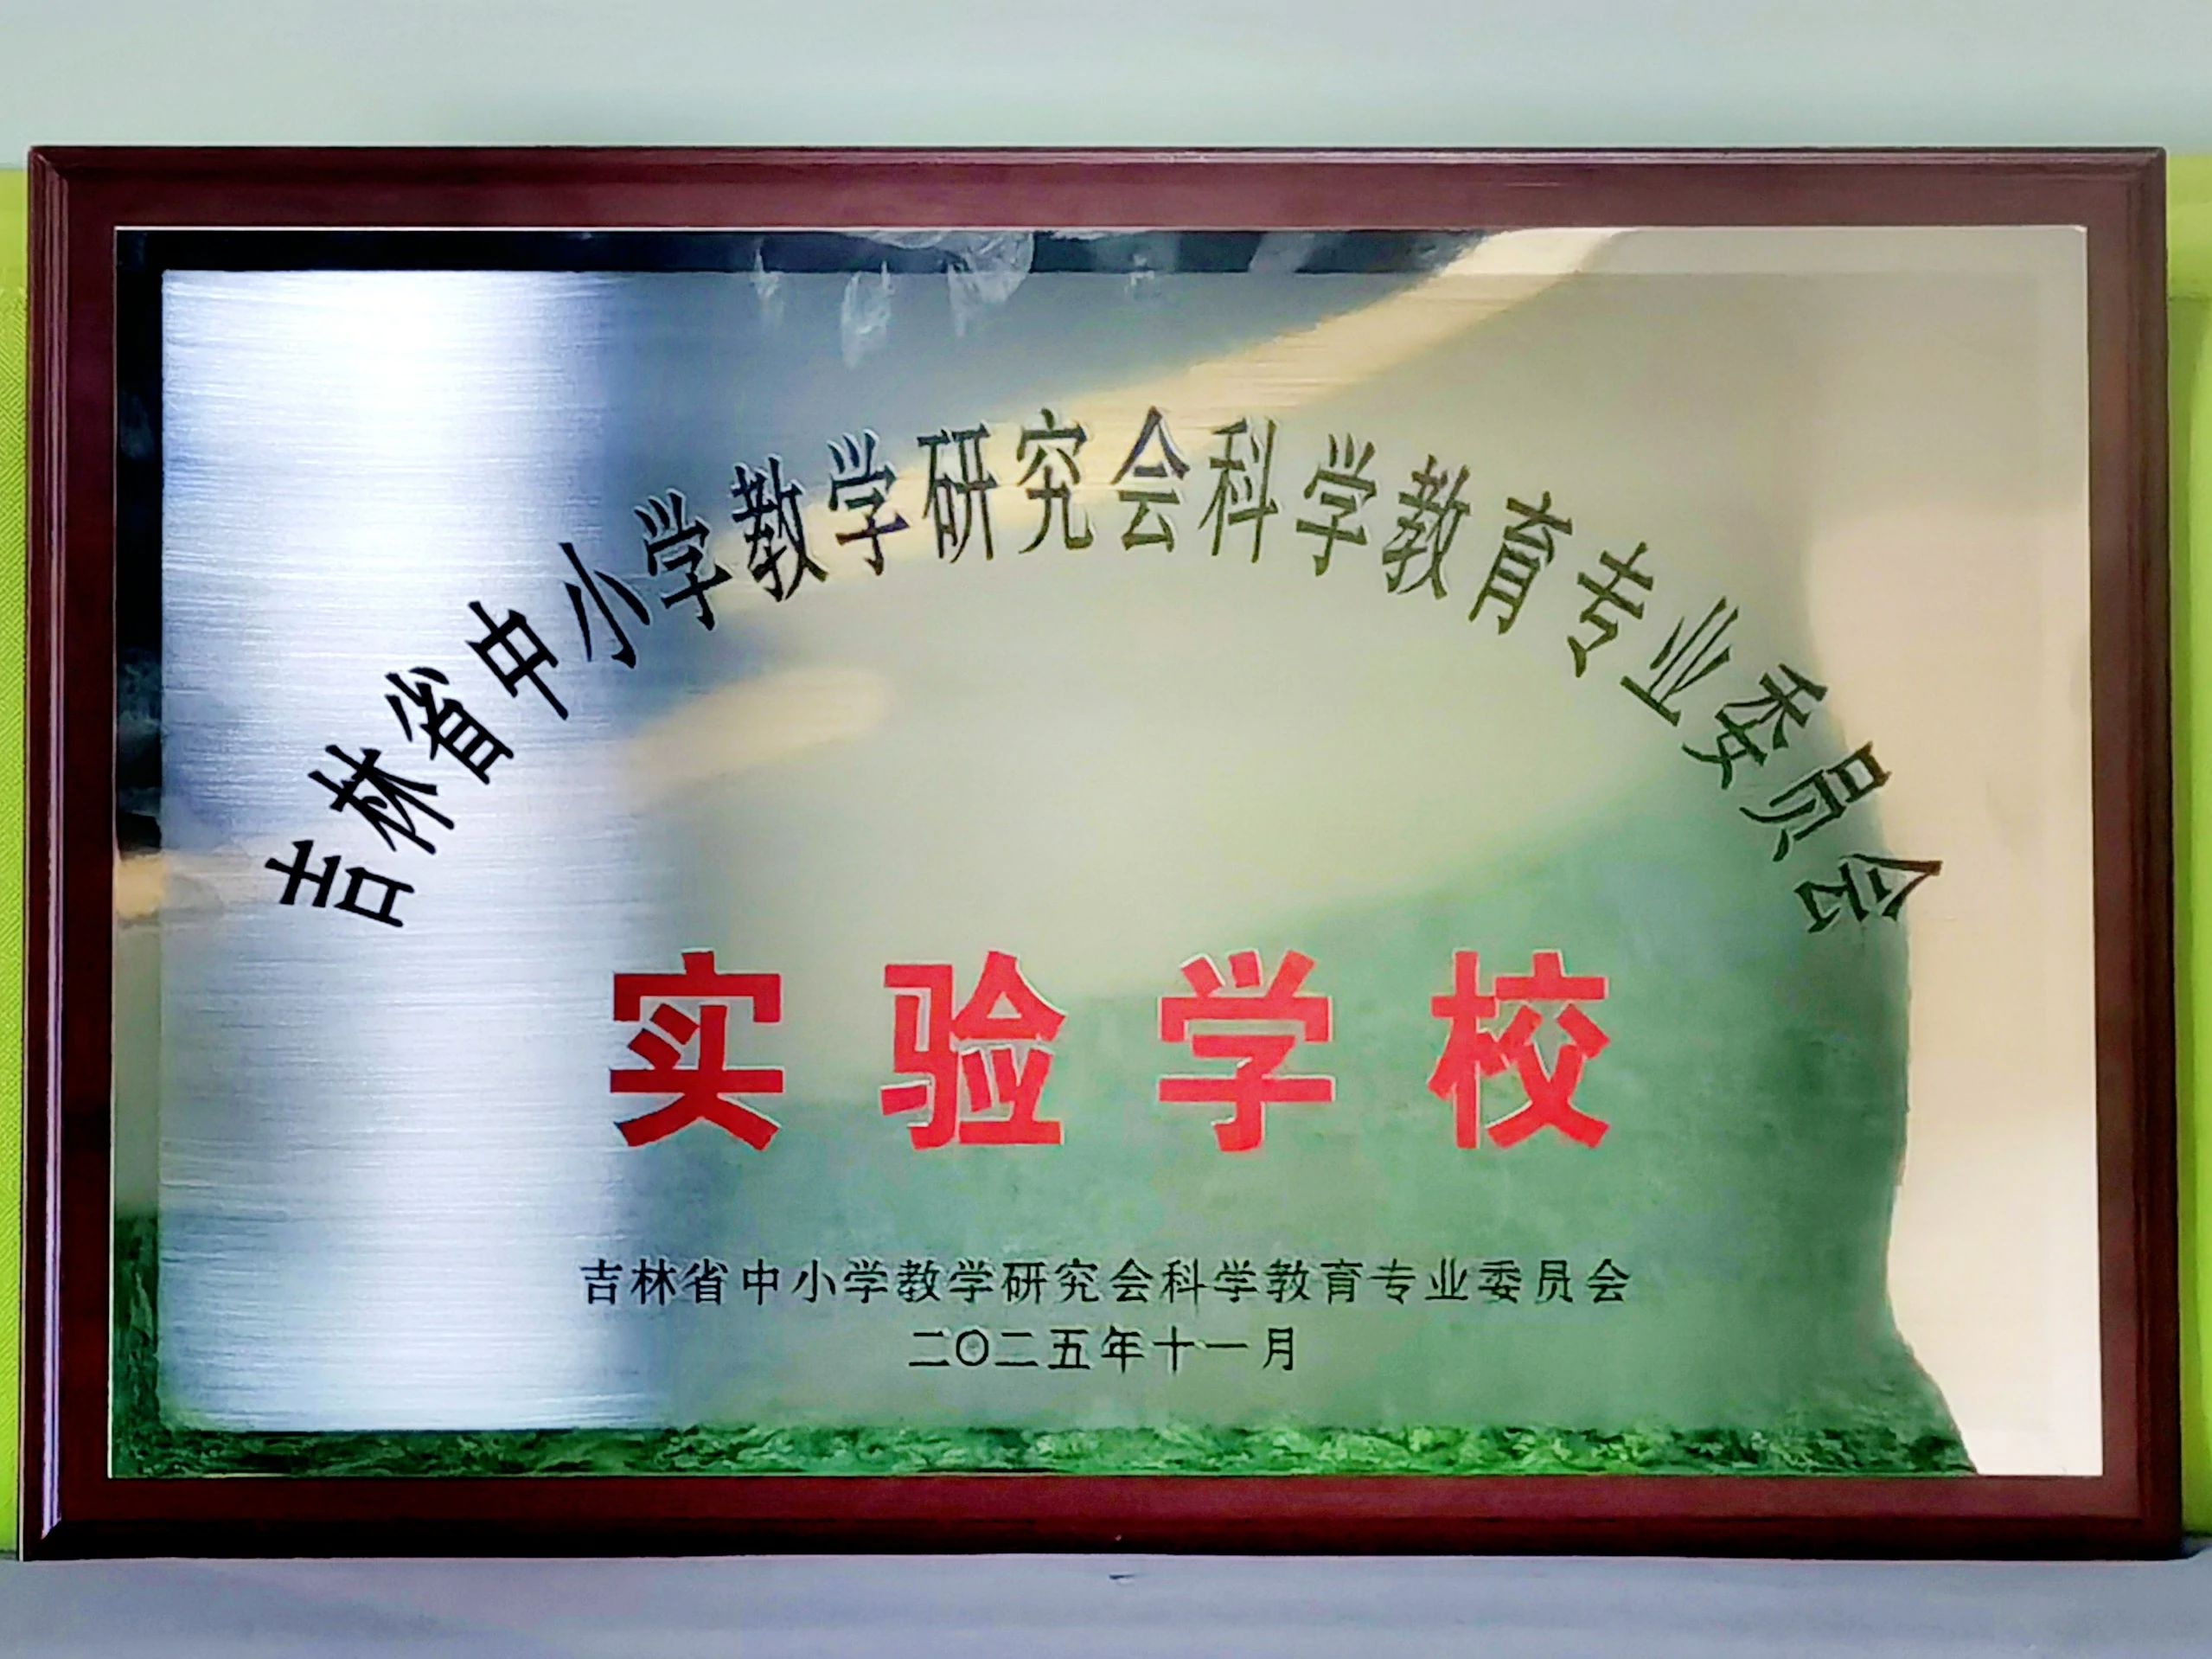 吉林省中小学教学研究会科学教育专业委员会
实验学校
吉林省中小学教学研究会科学教育专业委员会
二〇二五年十一月